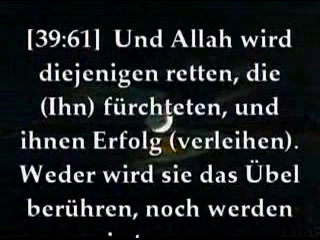 [39:61] Und Allah wird
diejenigen retten, die
(Ihn) fürchteten, und
ihnen Erfolg (verleihen).
Weder wird sie das Übel
berühren, noch werden